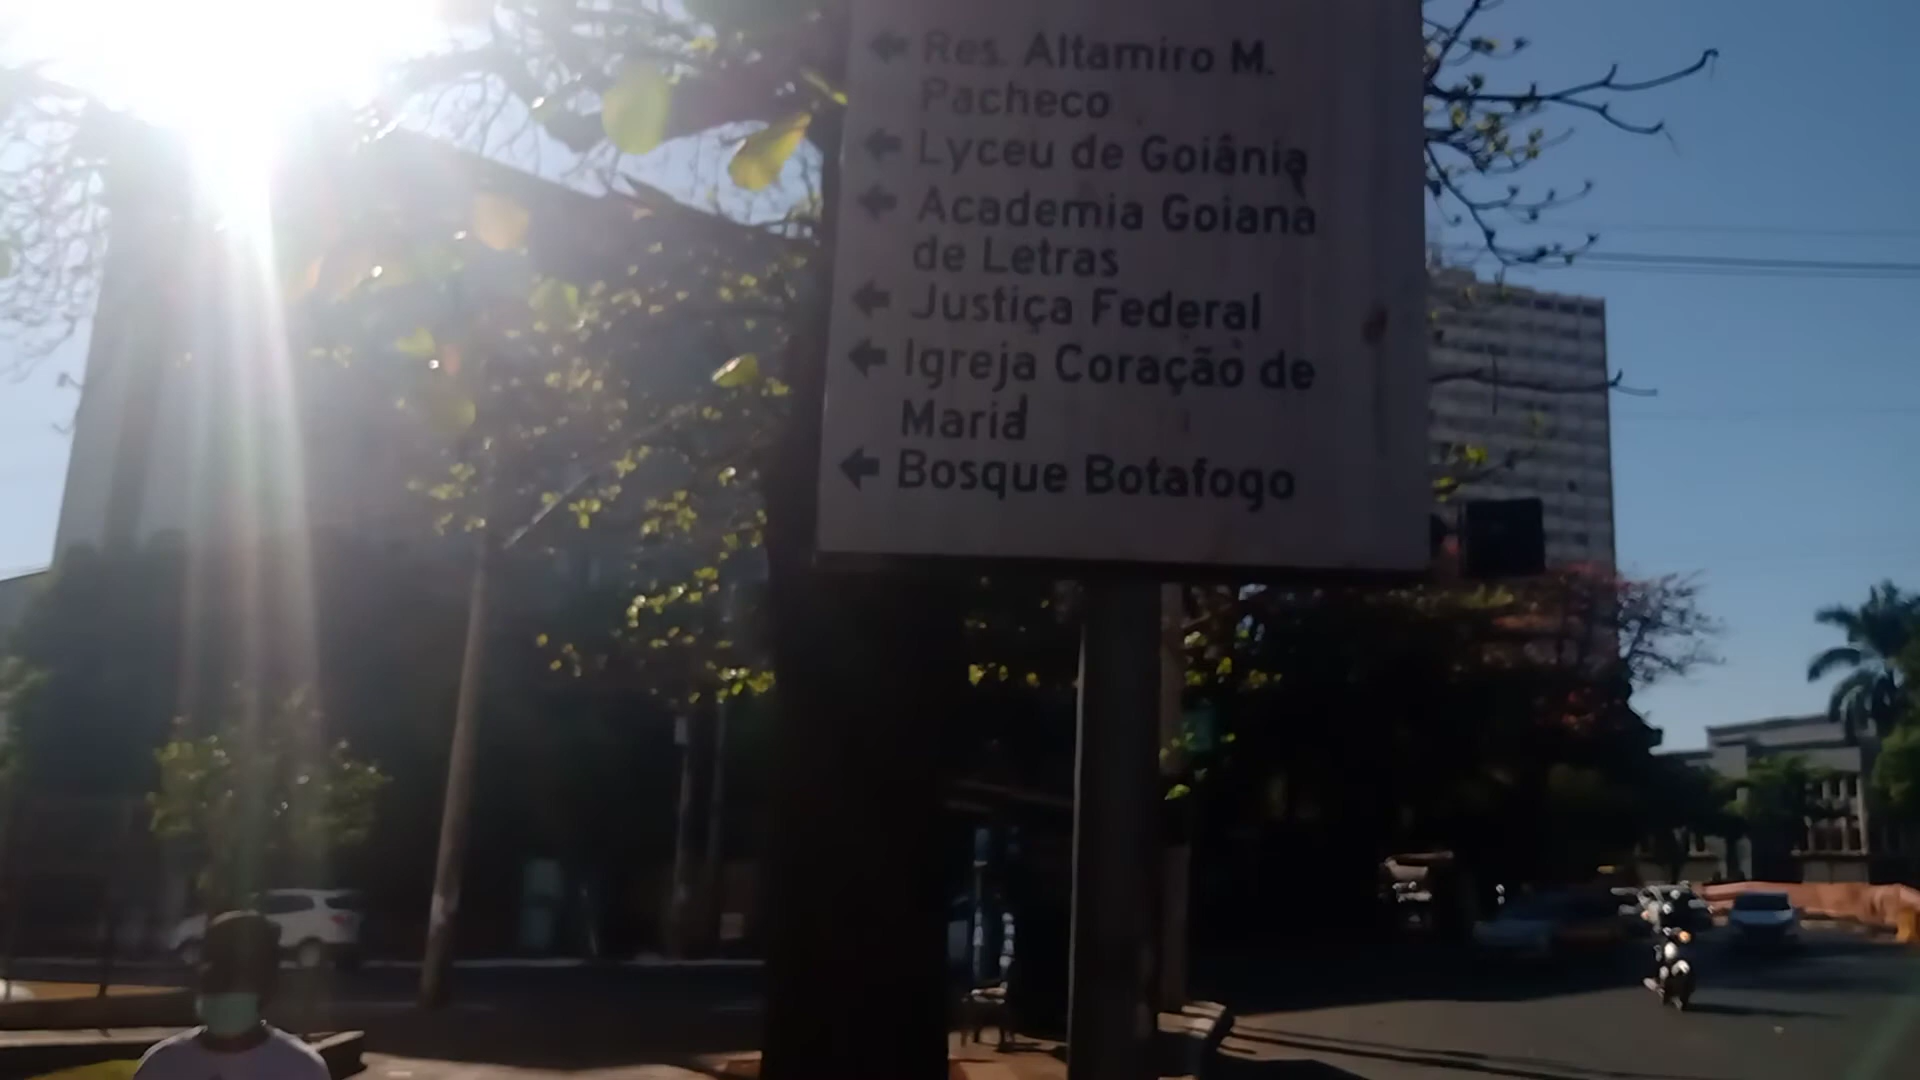 Res. Altamiro M.
Pacheco
Lyceu de Goiânia
Academia Goiana
de Letras
Justiça Federal
Igreja Coração de
Maria
Bosque Botafogo